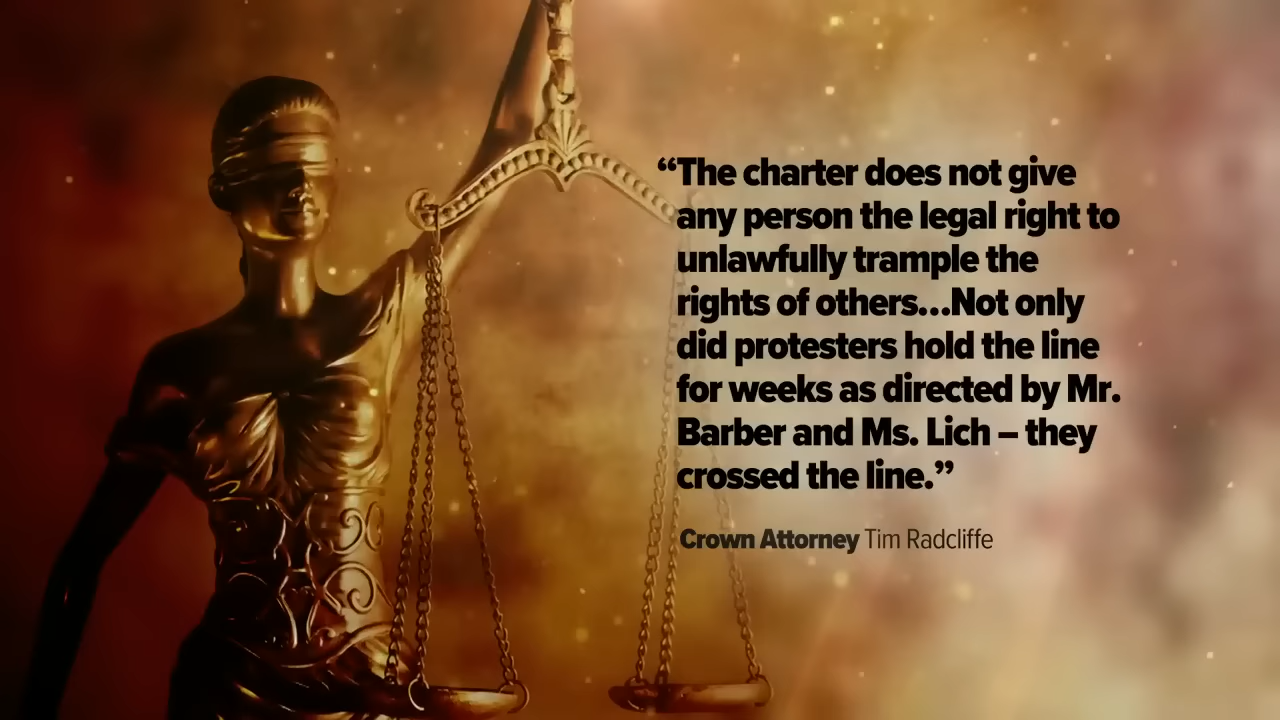 “The charter does not give
any person the legal right to
unlawfully trample the
rights of others...Not only
did protesters hold the line
for weeks as directed by Mr.
Barber and Ms. Lich – they
crossed the line.”
Crown Attorney Tim Radcliffe